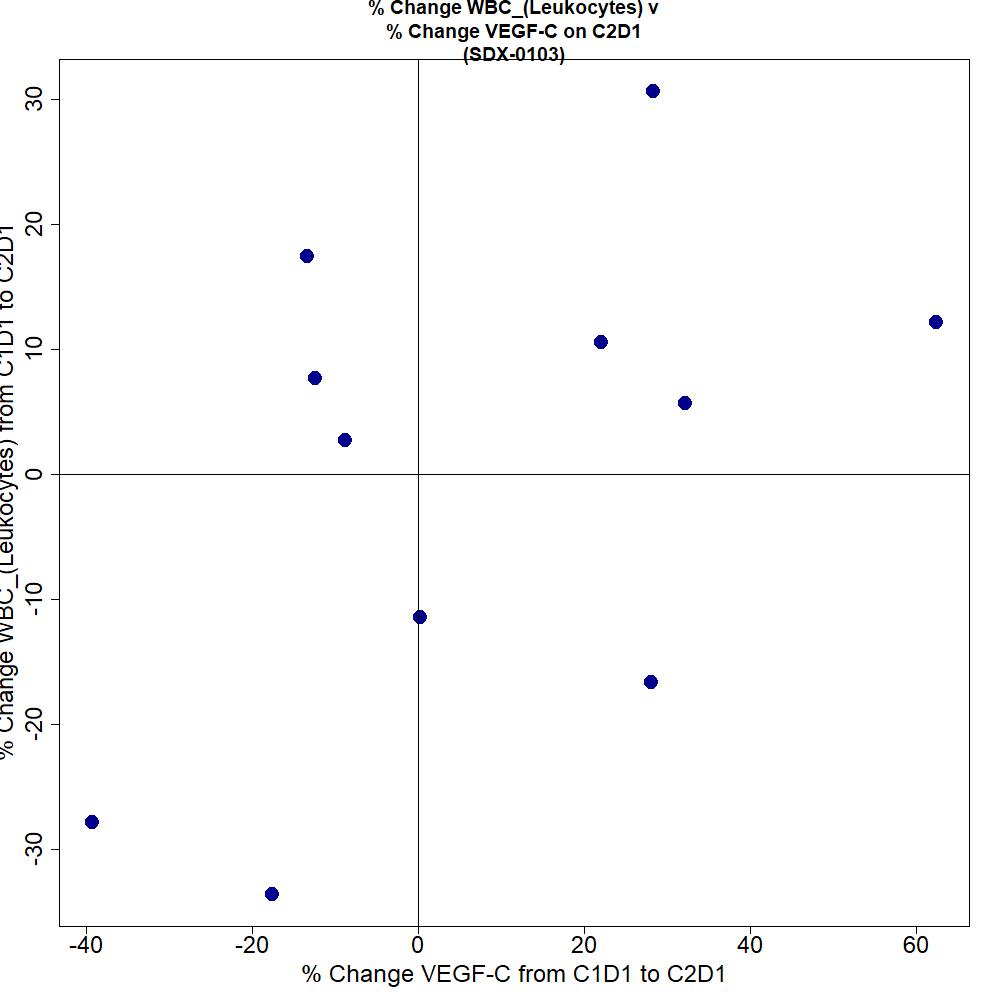 % Change WBC_(Leukocytes) v
% Change VEGF-C on C2D1
(SDX-0103)
% Change WBC_(Leukocytes) from C1D1 to C2D1
30
20
10
0
-10
-20
-30
-40
-20
0
20
40
60
% Change VEGF-C from C1D1 to C2D1